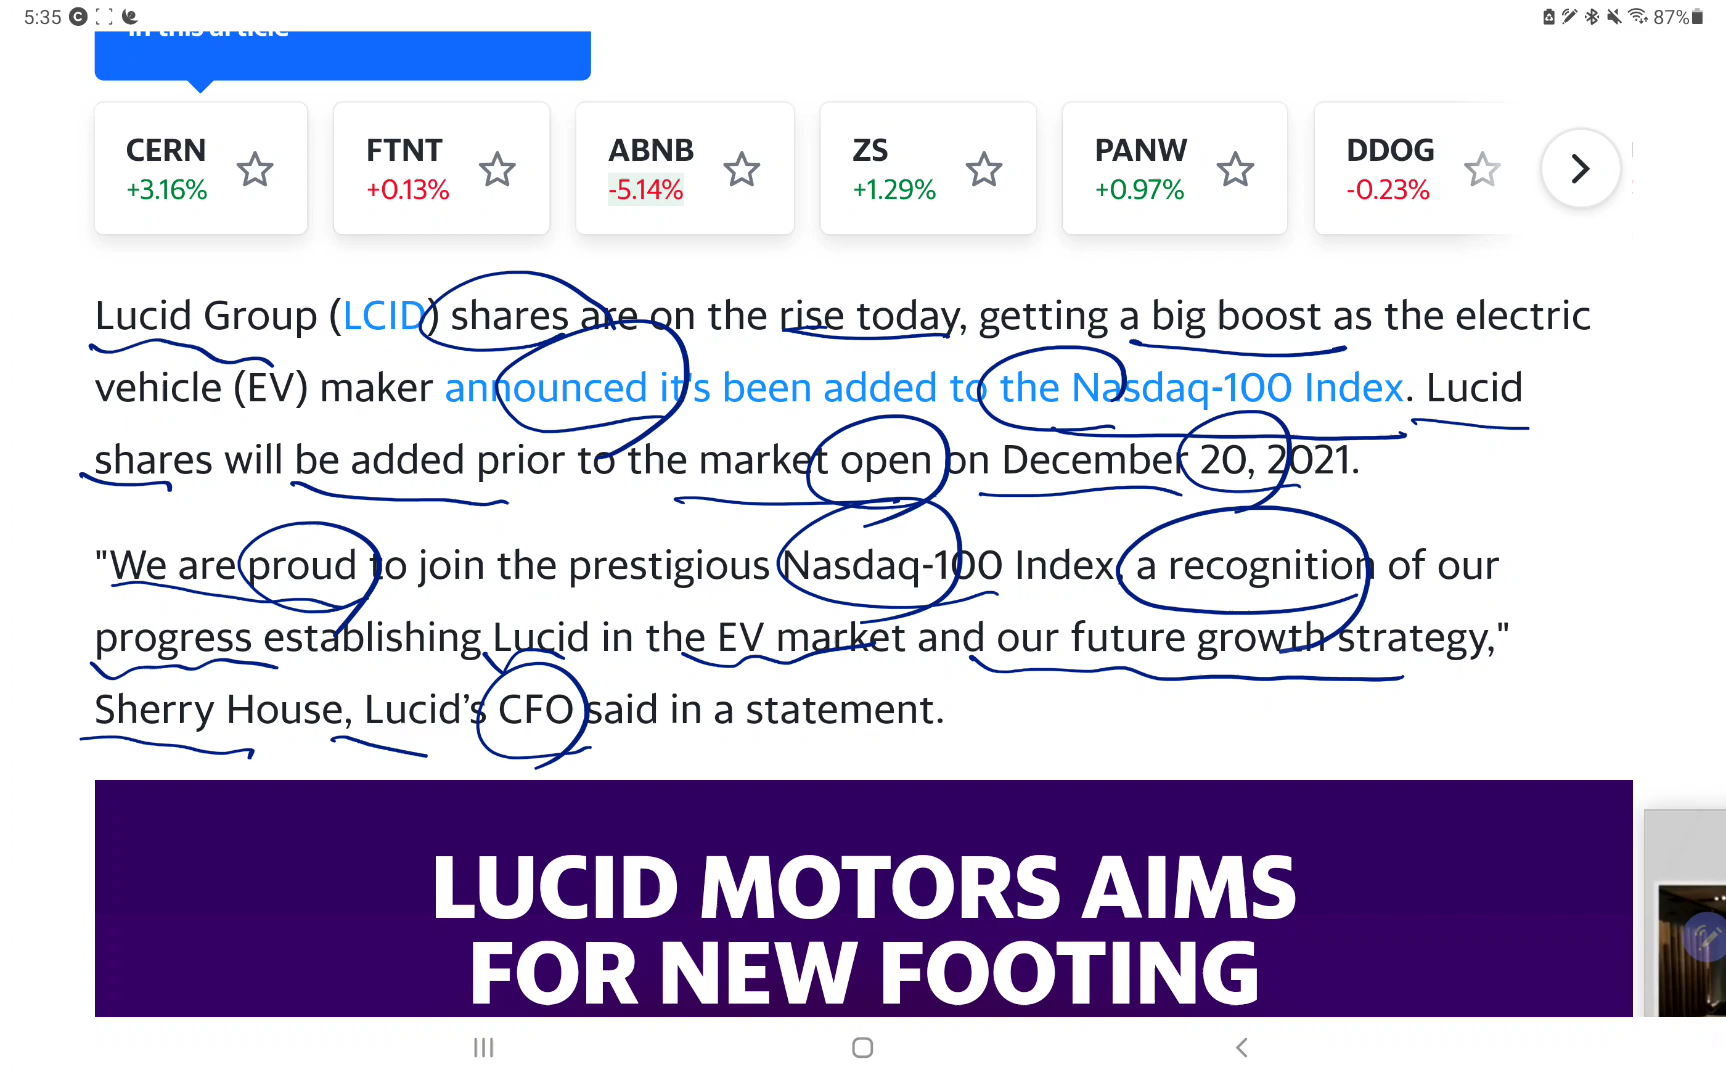 5:35
87%
in this article
CERN FTNT ABNB ZS PANW DDOG
+3.16% +0.13% -5.14% +1.29% +0.97% -0.23%
Lucid Group (LCID) shares are on the rise today, getting a big boost as the electric
vehicle (EV) maker announced it's been added to the Nasdaq-100 Index. Lucid
shares will be added prior to the market open on December 20, 2021.
"We are proud to join the prestigious Nasdaq-100 Index, a recognition of our
progress establishing Lucid in the EV market and our future growth strategy,"
Sherry House, Lucid’s CFO said in a statement.
LUCID MOTORS AIMS
FOR NEW FOOTING